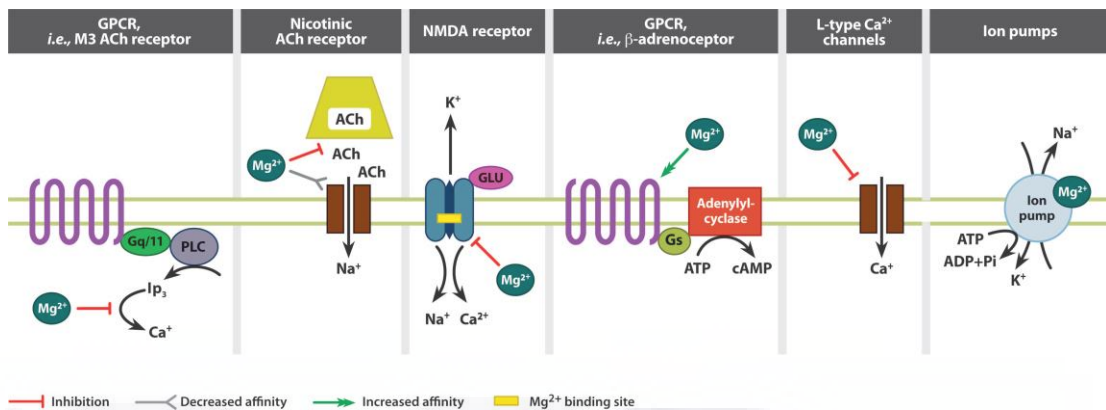 GPCR,
i.e., M3 ACh receptor
Nicotinic
ACh receptor
NMDA receptor
GPCR,
i.e., β-adrenoceptor
L-type Ca²⁺
channels
Ion pumps
Gq/11
PLC
Ip₃
Mg²⁺
Ca⁺
ACh
Mg²⁺
ACh
ACh
Na⁺
K⁺
GLU
Mg²⁺
Na⁺ Ca²⁺
Mg²⁺
Adenylyl-
cyclase
Gs
ATP cAMP
Mg²⁺
Ca⁺
Na⁺
Mg²⁺
Ion
pump
ATP
ADP+Pi
K⁺
Inhibition
Decreased affinity
Increased affinity
Mg²⁺ binding site